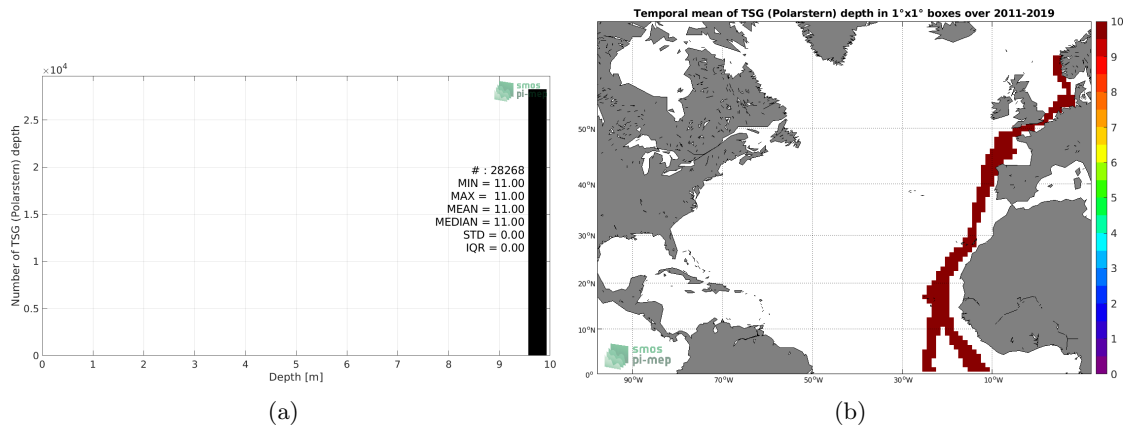 ×10⁴
smos
pi-mep
2.5
2
1.5
1
0.5
0
Number of TSG (Polarstern) depth
# : 28268
MIN = 11.00
MAX = 11.00
MEAN = 11.00
MEDIAN = 11.00
STD = 0.00
IQR = 0.00
0 1 2 3 4 5 6 7 8 9 10
Depth [m]
(a)
Temporal mean of TSG (Polarstern) depth in 1°x1° boxes over 2011-2019
50°N
40°N
30°N
20°N
10°N
0°
90°W 70°W 50°W 30°W 10°W
smos
pi-mep
10
9
8
7
6
5
4
3
2
1
0
(b)